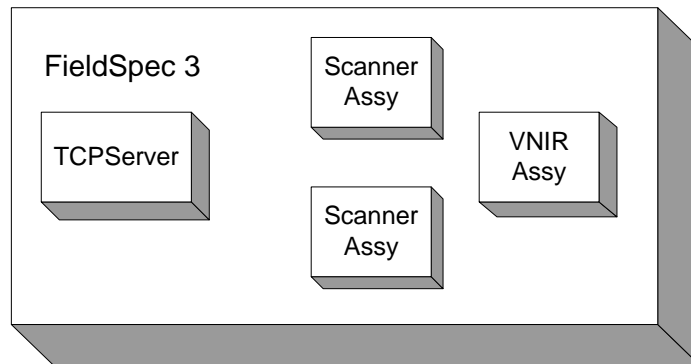 FieldSpec 3
TCPServer
Scanner
Assy
Scanner
Assy
VNIR
Assy